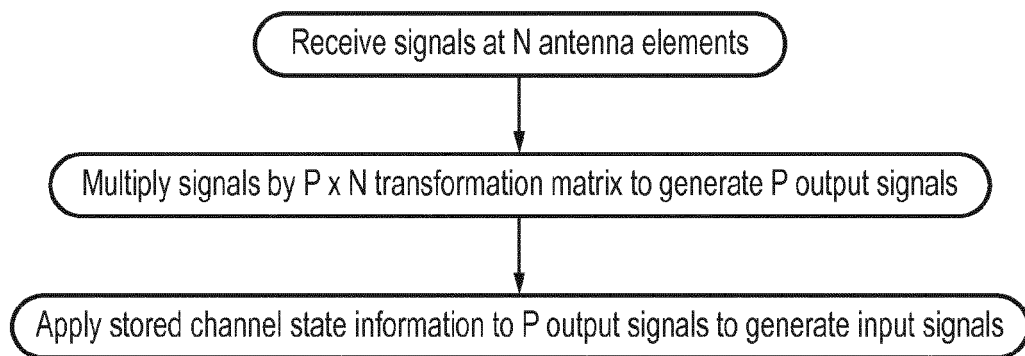 Receive signals at N antenna elements
Multiply signals by P x N transformation matrix to generate P output signals
Apply stored channel state information to P output signals to generate input signals